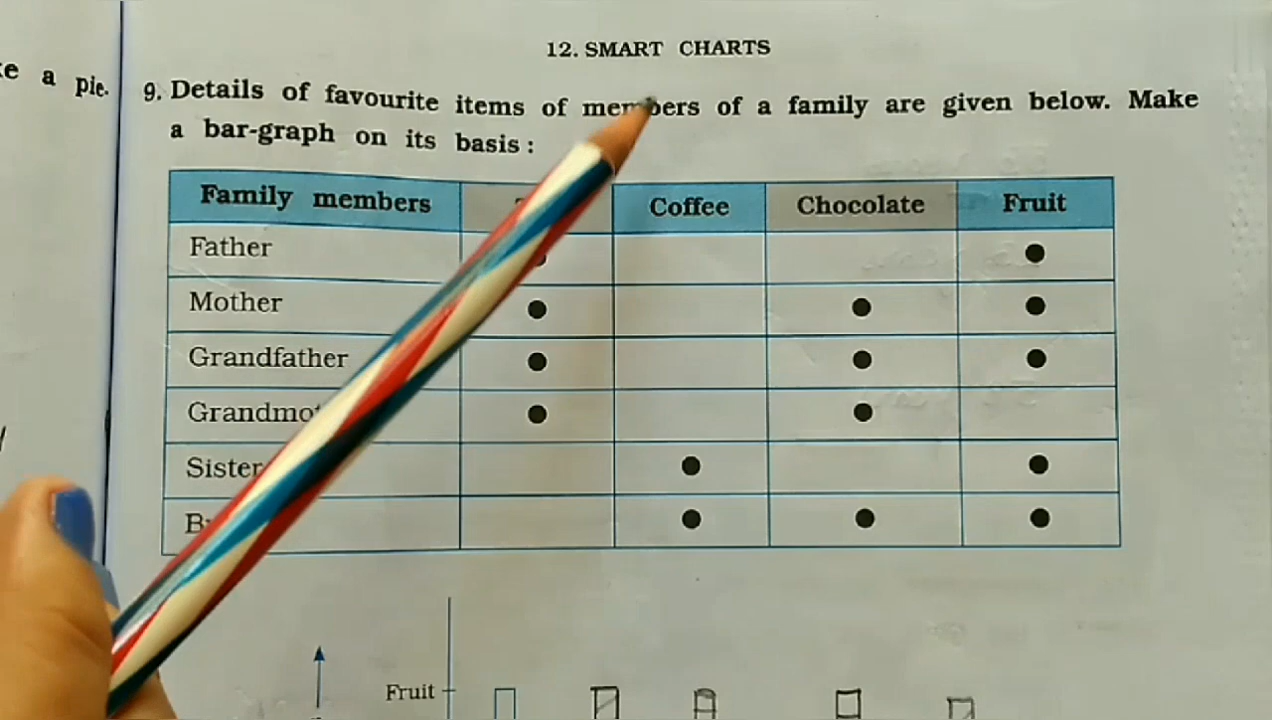 12. SMART CHARTS
a pie.
9. Details of favourite items of members of a family are given below. Make
a bar-graph on its basis :
Family members Coffee Chocolate Fruit
Father
Mother
Grandfather
Sister
Fruit